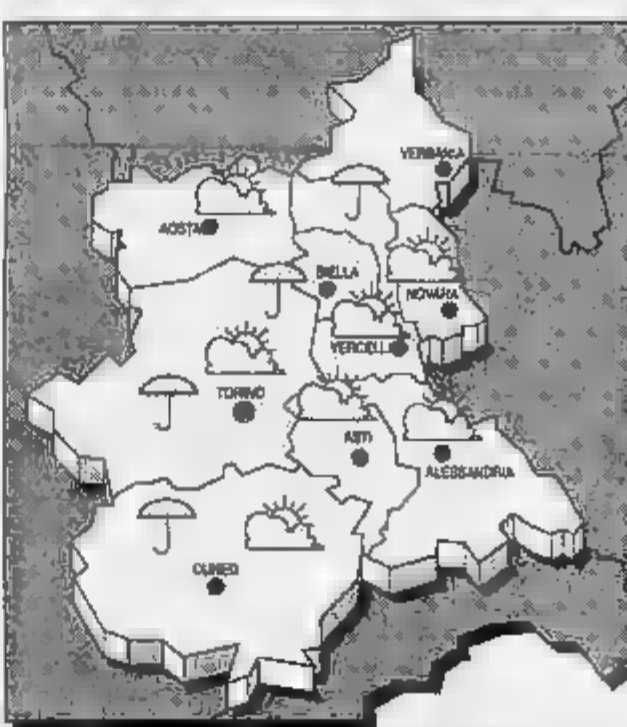 VERBANIA
AOSTA
BIELLA
NOVARA
VERCELLI
TORINO
ASTI
ALESSANDRIA
CUNEO